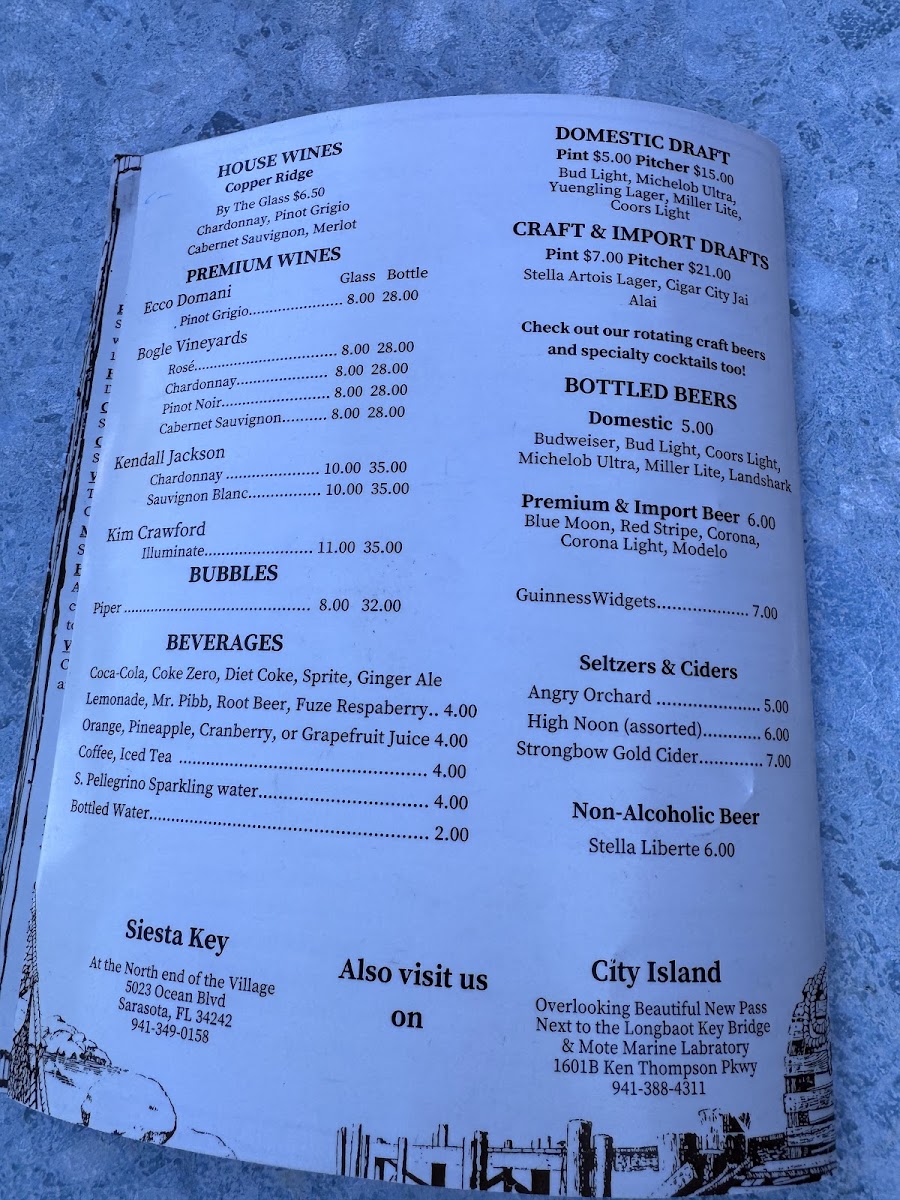 HOUSE WINES
Copper Ridge
By The Glass $6.50
Chardonnay, Pinot Grigio
Cabernet Sauvignon, Merlot
PREMIUM WINES
Glass Bottle
Ecco Domani
Pinot Grigio..................... 8.00 28.00
Bogle Vineyards
Rosé................................ 8.00 28.00
Chardonnay..................... 8.00 28.00
Pinot Noir........................ 8.00 28.00
Cabernet Sauvignon.......... 8.00 28.00
Kendall Jackson
Chardonnay ..................... 10.00 35.00
Sauvignon Blanc................ 10.00 35.00
Kim Crawford
Illuminate........................ 11.00 35.00
BUBBLES
Piper ........................................ 8.00 32.00
BEVERAGES
Coca-Cola, Coke Zero, Diet Coke, Sprite, Ginger Ale
Lemonade, Mr. Pibb, Root Beer, Fuze Respaberry.. 4.00
Orange, Pineapple, Cranberry, or Grapefruit Juice 4.00
Coffee, Iced Tea ............................................. 4.00
S. Pellegrino Sparkling water............................... 4.00
Bottled Water.................................................. 2.00
DOMESTIC DRAFT
Pint $5.00 Pitcher $15.00
Bud Light, Michelob Ultra,
Yuengling Lager, Miller Lite,
Coors Light
CRAFT & IMPORT DRAFTS
Pint $7.00 Pitcher $21.00
Stella Artois Lager, Cigar City Jai
Alai
Check out our rotating craft beers
and specialty cocktails too!
BOTTLED BEERS
Domestic 5.00
Budweiser, Bud Light, Coors Light,
Michelob Ultra, Miller Lite, Landshark
Premium & Import Beer 6.00
Blue Moon, Red Stripe, Corona,
Corona Light, Modelo
GuinnessWidgets.................. 7.00
Seltzers & Ciders
Angry Orchard ..................... 5.00
High Noon (assorted)............ 6.00
Strongbow Gold Cider............ 7.00
Non-Alcoholic Beer
Stella Liberte 6.00
Siesta Key
At the North end of the Village
5023 Ocean Blvd
Sarasota, FL 34242
941-349-0158
Also visit us
on
City Island
Overlooking Beautiful New Pass
Next to the Longbaot Key Bridge
& Mote Marine Labratory
1601B Ken Thompson Pkwy
941-388-4311